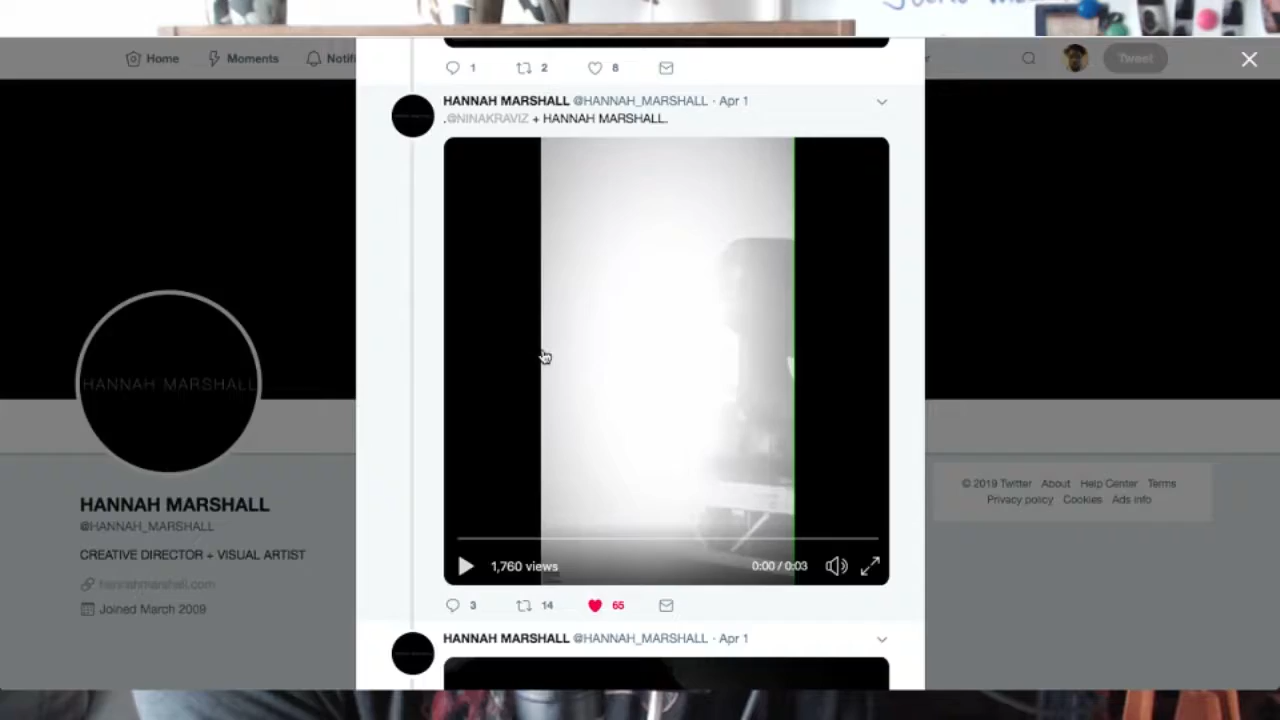 Home
Moments
Tweet
1
2
8
HANNAH MARSHALL @HANNAH_MARSHALL · Apr 1
.@NINAKRAVIZ + HANNAH MARSHALL.
HANNAH MARSHALL
1,760 views
0:00 / 0:03
3
14
65
HANNAH MARSHALL
@HANNAH_MARSHALL
CREATIVE DIRECTOR + VISUAL ARTIST
hannahmarshall.com
Joined March 2009
© 2019 Twitter About Help Center Terms
Privacy policy Cookies Ads info
HANNAH MARSHALL @HANNAH_MARSHALL · Apr 1